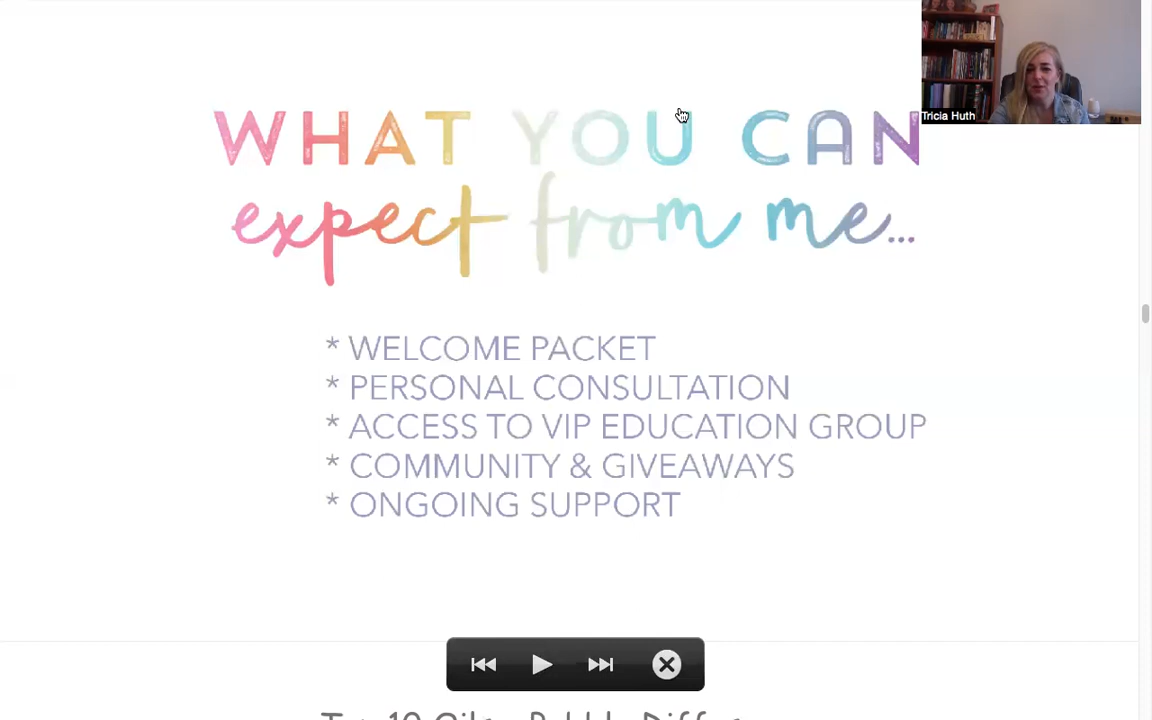 Tricia Huth
WHAT YOU CAN
expect from me...
* WELCOME PACKET
* PERSONAL CONSULTATION
* ACCESS TO VIP EDUCATION GROUP
* COMMUNITY & GIVEAWAYS
* ONGOING SUPPORT
10